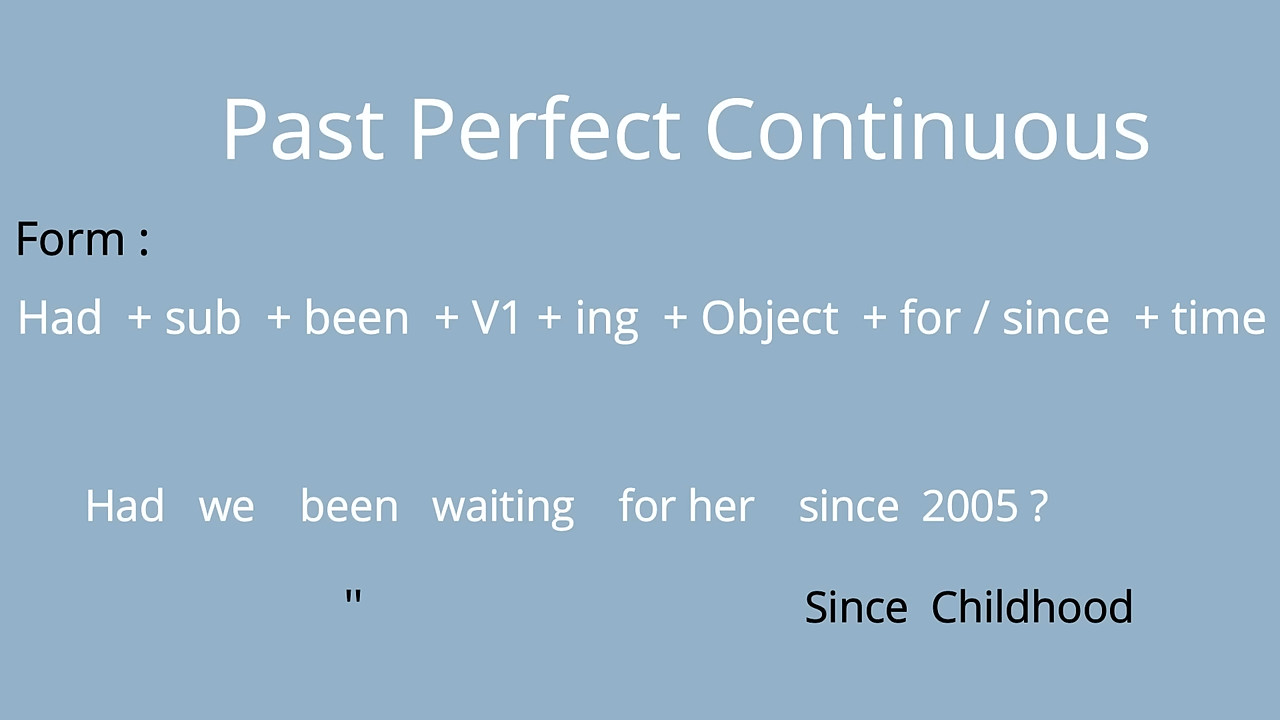 Past Perfect Continuous
Form :
Had + sub + been + V1 + ing + Object + for / since + time
Had we been waiting for her since 2005 ?
" Since Childhood